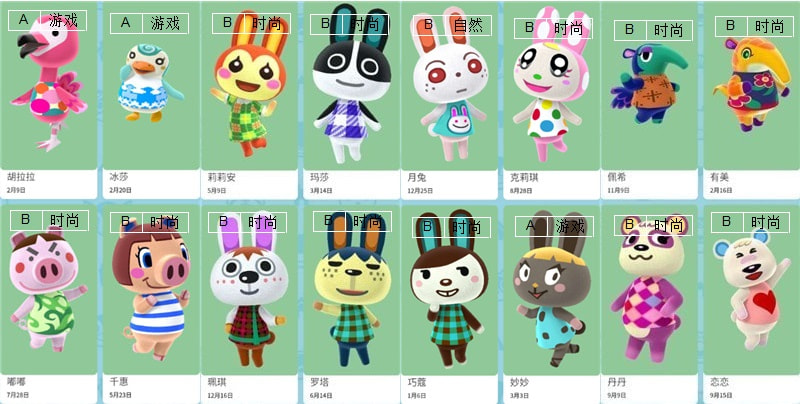 A 游戏
A 游戏
B 时尚
B 时尚
B 自然
B 时尚
B 时尚
B 时尚
胡拉拉
冰莎
莉莉安
玛莎
月兔
克莉琪
佩希
有美
2月9日
2月20日
5月9日
3月14日
12月25日
8月28日
11月9日
2月16日
B 时尚
B 时尚
B 时尚
B 时尚
B 时尚
A 游戏
B 时尚
B 时尚
嘟嘟
千惠
珮琪
罗塔
巧蔻
妙妙
丹丹
恋恋
7月28日
5月23日
12月16日
6月14日
1月6日
3月3日
9月9日
9月15日